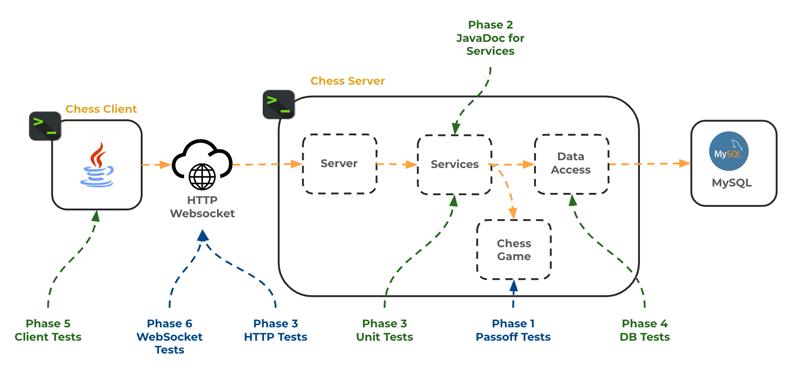 Phase 2
JavaDoc for
Services
Chess Server
Chess Client
>_
>_
Server
Services
Data
Access
MySQL
MySQL
HTTP
Websocket
Chess
Game
Phase 5
Client Tests
Phase 6
WebSocket
Tests
Phase 3
HTTP Tests
Phase 3
Unit Tests
Phase 1
Passoff Tests
Phase 4
DB Tests